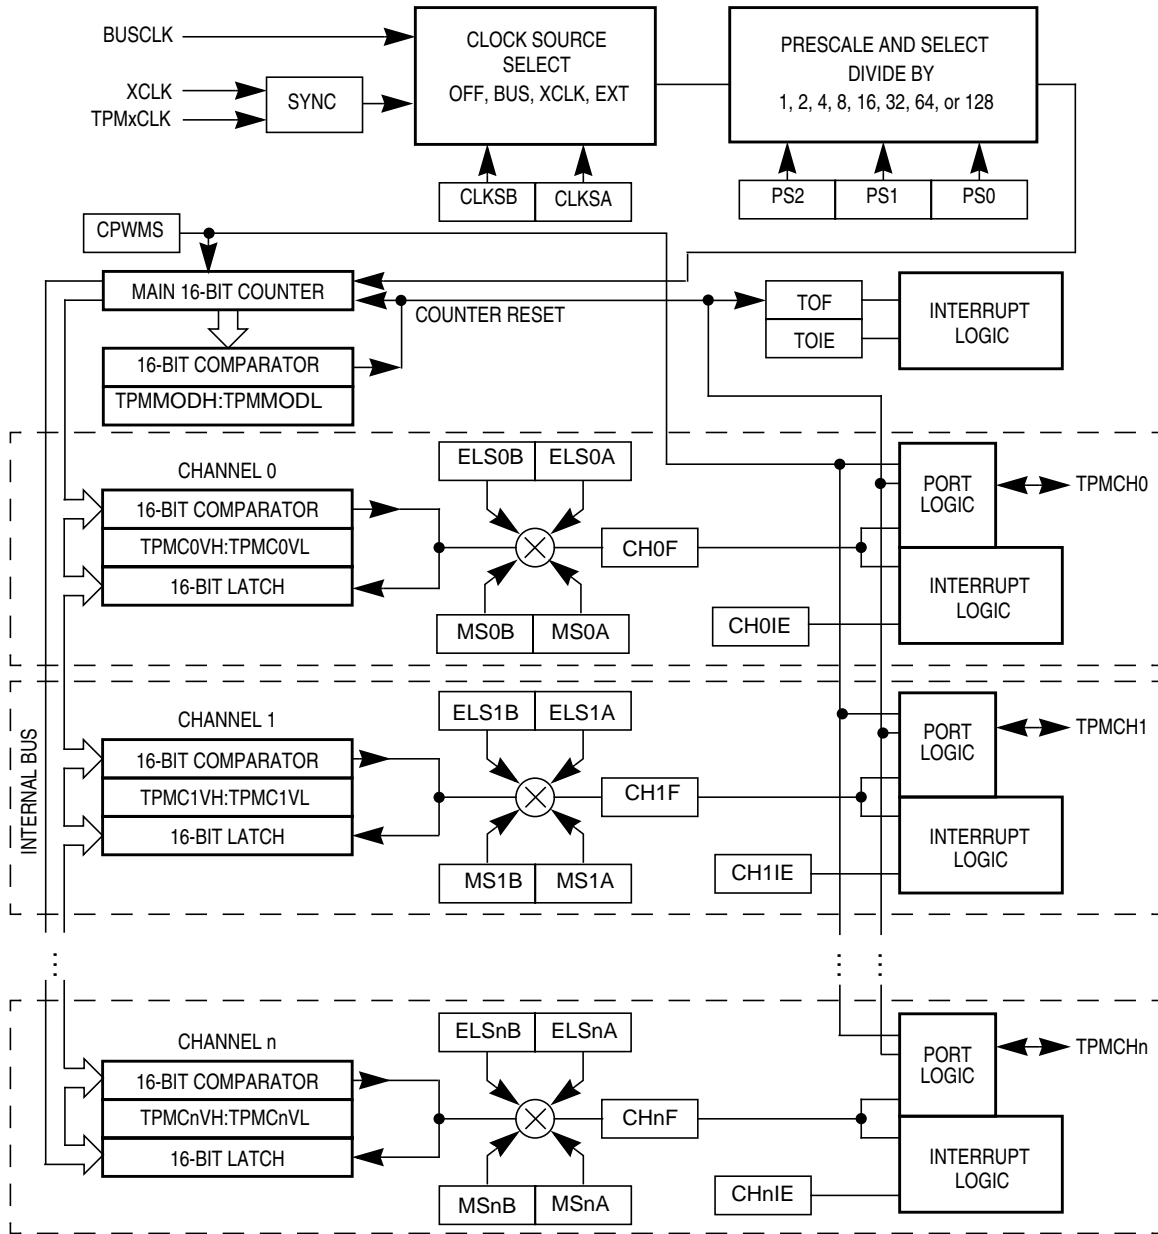 BUSCLK
XCLK
TPMxCLK
SYNC
CLOCK SOURCE
SELECT
OFF, BUS, XCLK, EXT
PRESCALE AND SELECT
DIVIDE BY
1, 2, 4, 8, 16, 32, 64, or 128
CLKSB
CLKSA
PS2
PS1
PS0
CPWMS
MAIN 16-BIT COUNTER
COUNTER RESET
16-BIT COMPARATOR
TPMMODH:TPMMODL
TOF
TOIE
INTERRUPT
LOGIC
INTERNAL BUS
CHANNEL 0
16-BIT COMPARATOR
TPMC0VH:TPMC0VL
16-BIT LATCH
ELS0B
ELS0A
MS0B
MS0A
CH0F
CH0IE
PORT
LOGIC
INTERRUPT
LOGIC
TPMCH0
CHANNEL 1
16-BIT COMPARATOR
TPMC1VH:TPMC1VL
16-BIT LATCH
ELS1B
ELS1A
MS1B
MS1A
CH1F
CH1IE
PORT
LOGIC
INTERRUPT
LOGIC
TPMCH1
...
... ...
CHANNEL n
16-BIT COMPARATOR
TPMCnVH:TPMCnVL
16-BIT LATCH
ELSnB
ELSnA
MSnB
MSnA
CHnF
CHnIE
PORT
LOGIC
INTERRUPT
LOGIC
TPMCHn